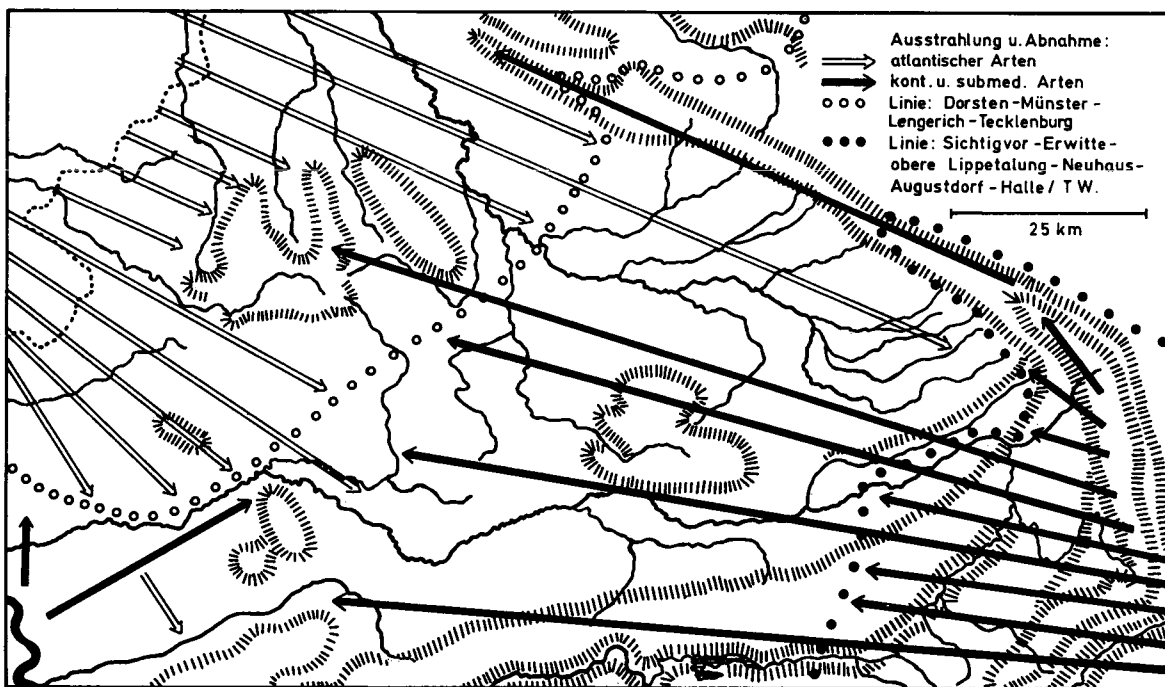 Ausstrahlung u. Abnahme:
atlantischer Arten
kont. u. submed. Arten
Linie: Dorsten-Münster-
Lengerich-Tecklenburg
Linie: Sichtigvor-Erwitte-
obere Lippetalung-Neuhaus-
Augustdorf-Halle/TW.
25 km